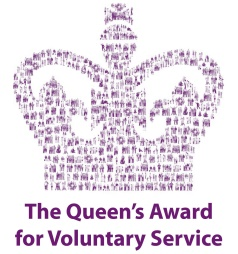 The Queen's Award
for Voluntary Service